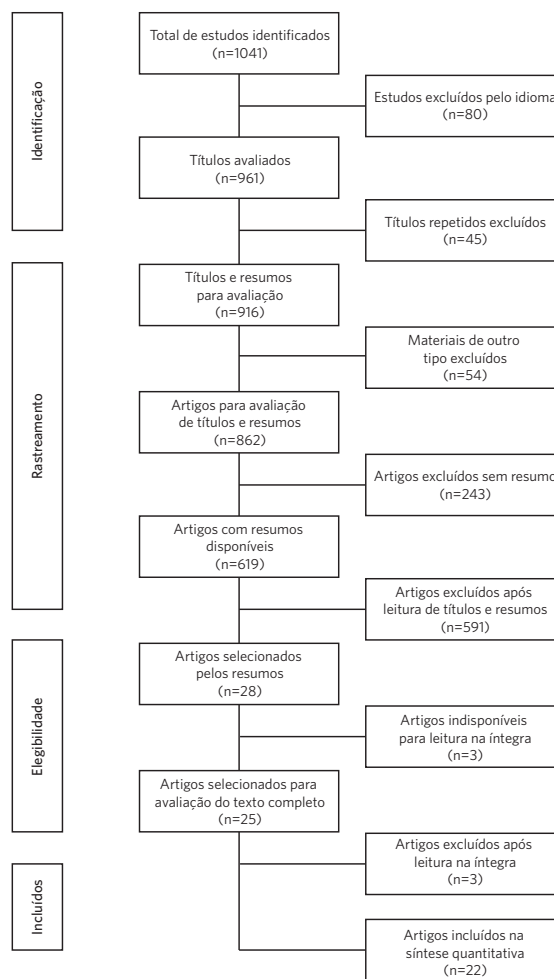 Identificação
Total de estudos identificados
(n=1041)
Estudos excluídos pelo idioma
(n=80)
Títulos avaliados
(n=961)
Títulos repetidos excluídos
(n=45)
Rastreamento
Títulos e resumos
para avaliação
(n=916)
Materiais de outro
tipo excluídos
(n=54)
Artigos para avaliação
de títulos e resumos
(n=862)
Artigos excluídos sem resumo
(n=243)
Artigos com resumos
disponíveis
(n=619)
Artigos excluídos após
leitura de títulos e resumos
(n=591)
Elegibilidade
Artigos selecionados
pelos resumos
(n=28)
Artigos indisponíveis
para leitura na íntegra
(n=3)
Artigos selecionados para
avaliação do texto completo
(n=25)
Artigos excluídos após
leitura na íntegra
(n=3)
Incluídos
Artigos incluídos na
síntese quantitativa
(n=22)